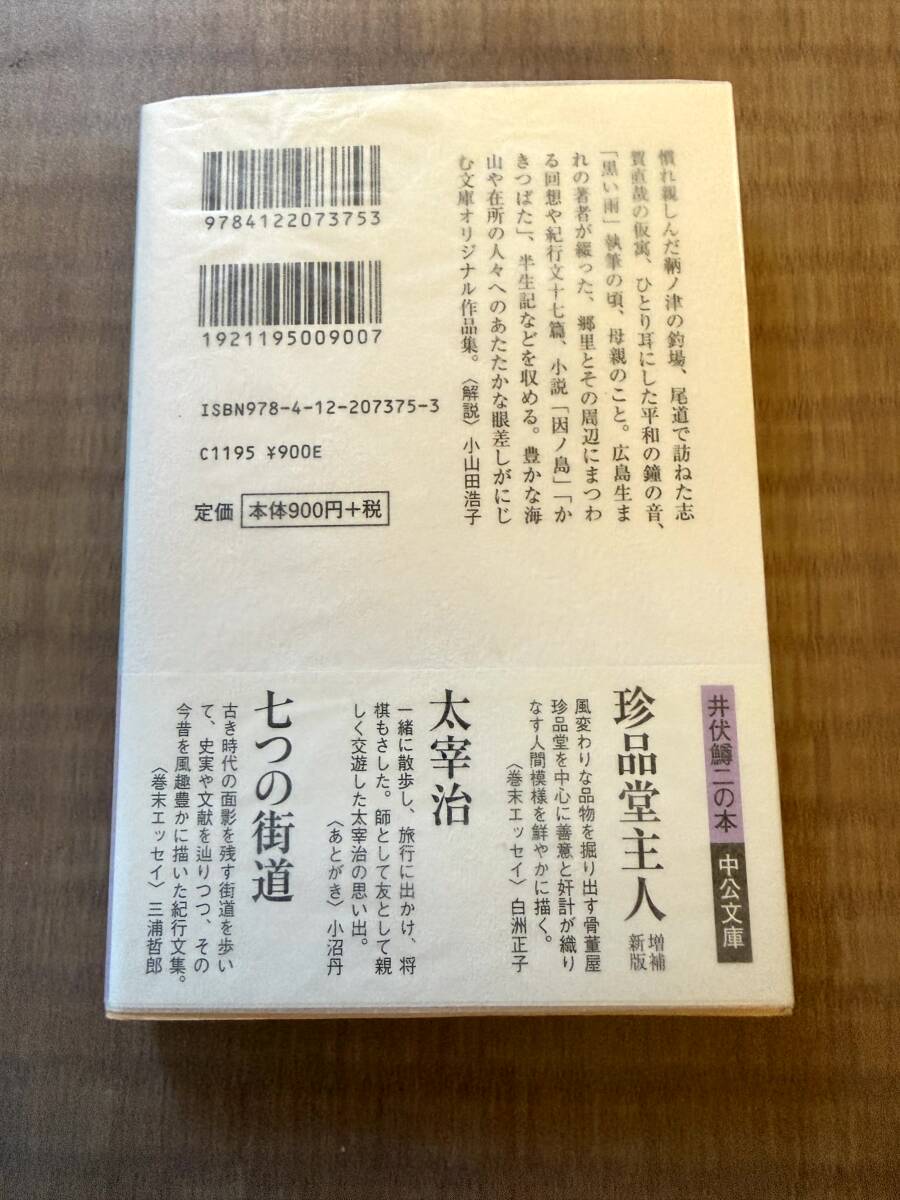 慣れ親しんだ鞆ノ津の釣場、尾道で訪ねた志
賀直哉の仮寓、ひとり耳にした平和の鐘の音、
「黒い雨」執筆の頃、母親のこと。広島生ま
れの著者が綴った、郷里とその周辺にまつわ
る回想や紀行文十七篇、小説「因ノ島」「か
きつばた」、半生記などを収める。豊かな海
山や在所の人々へのあたたかな眼差しがにじ
む文庫オリジナル作品集。〈解説〉小山田浩子
9784122073753
1921195009007
ISBN978-4-12-207375-3
C1195 ¥900E
定価 本体900円+税
井伏鱒二の本 中公文庫
珍品堂主人 増補新版
風変わりな品物を掘り出す骨董屋
珍品堂を中心に善意と奸計が織り
なす人間模様を鮮やかに描く。
〈巻末エッセイ〉白洲正子
太宰治
一緒に散歩し、旅行に出かけ、将
棋もさした。師として友として親
しく交遊した太宰治の思い出。
〈あとがき〉小沼丹
七つの街道
古き時代の面影を残す街道を歩い
て、史実や文献を辿りつつ、その
今昔を風趣豊かに描いた紀行文集。
〈巻末エッセイ〉三浦哲郎